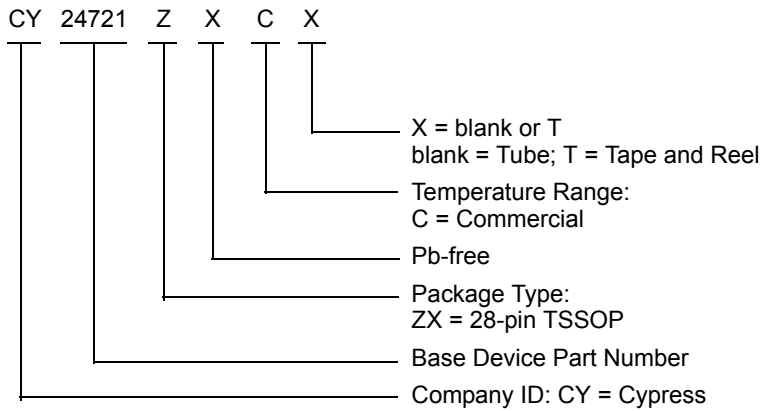 CY 24721 Z X C X
X = blank or T
blank = Tube; T = Tape and Reel
Temperature Range:
C = Commercial
Pb-free
Package Type:
ZX = 28-pin TSSOP
Base Device Part Number
Company ID: CY = Cypress